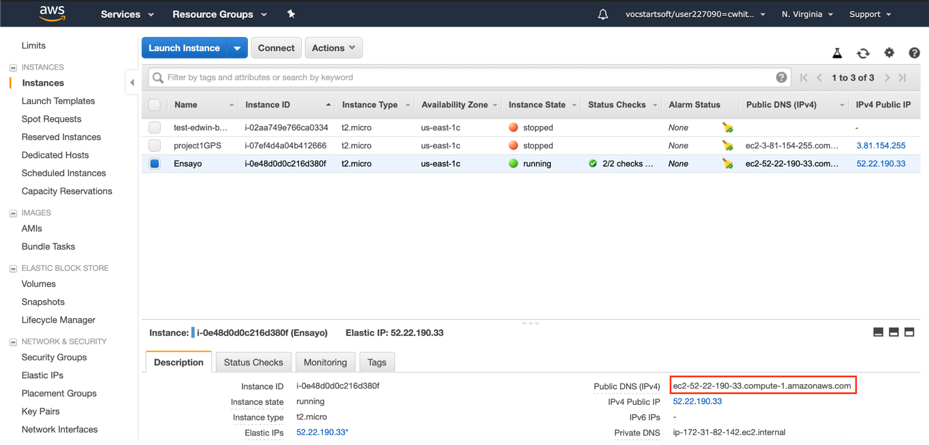 aws Services Resource Groups vocstartsoft/user227090=cwhit... N. Virginia Support
Limits
INSTANCES
Instances
Launch Templates
Spot Requests
Reserved Instances
Dedicated Hosts
Scheduled Instances
Capacity Reservations
IMAGES
AMIs
Bundle Tasks
ELASTIC BLOCK STORE
Volumes
Snapshots
Lifecycle Manager
NETWORK & SECURITY
Security Groups
Elastic IPs
Placement Groups
Key Pairs
Network Interfaces
Launch Instance Connect Actions
Filter by tags and attributes or search by keyword
1 to 3 of 3
Name Instance ID Instance Type Availability Zone Instance State Status Checks Alarm Status Public DNS (IPv4) IPv4 Public IP
test-edwin-b... i-02aa749e766ca0334 t2.micro us-east-1c stopped None -
project1GPS i-07ef4d4a04b412666 t2.micro us-east-1c stopped None ec2-3-81-154-255.com... 3.81.154.255
Ensayo i-0e48d0d0c216d380f t2.micro us-east-1c running 2/2 checks ... None ec2-52-22-190-33.com... 52.22.190.33
Instance: i-0e48d0d0c216d380f (Ensayo) Elastic IP: 52.22.190.33
Description Status Checks Monitoring Tags
Instance ID i-0e48d0d0c216d380f
Instance state running
Instance type t2.micro
Elastic IPs 52.22.190.33*
Public DNS (IPv4) ec2-52-22-190-33.compute-1.amazonaws.com
IPv4 Public IP 52.22.190.33
IPv6 IPs -
Private DNS ip-172-31-82-142.ec2.internal